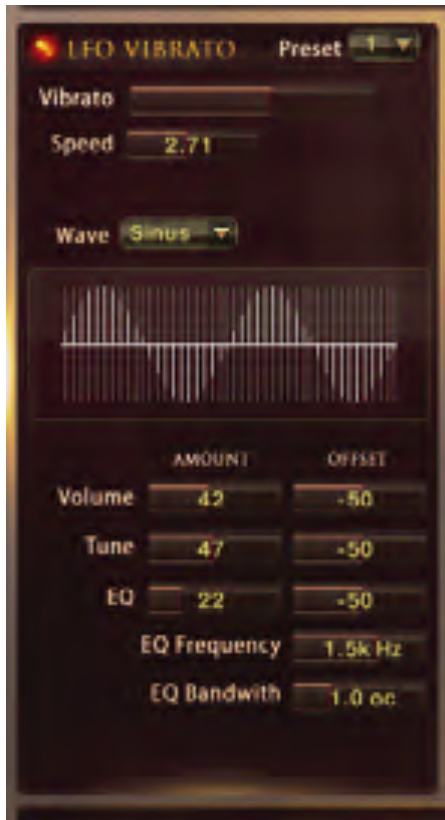 LFO VIBRATO Preset 1
Vibrato
Speed 2.71
Wave Sinus
AMOUNT OFFSET
Volume 42 -50
Tune 47 -50
EQ 22 -50
EQ Frequency 1.5k Hz
EQ Bandwith 1.0 oc